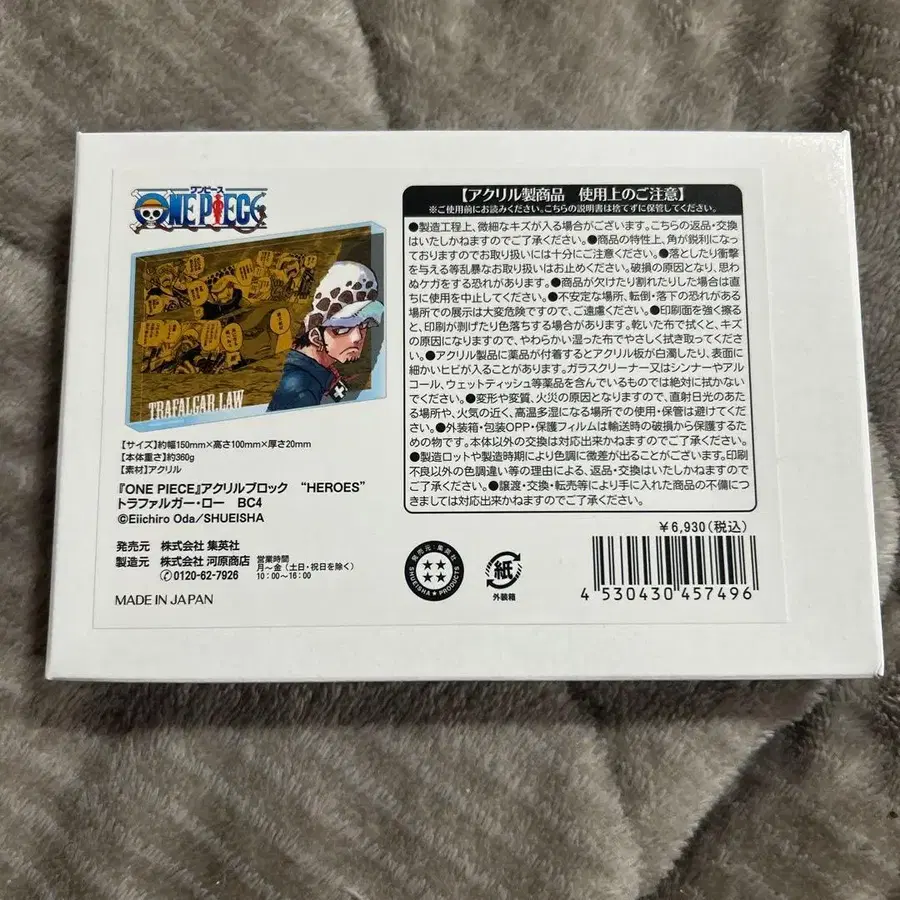 ワンピース
ONE PIECE
TRAFALGAR.LAW
【サイズ】約幅150mm×高さ100mm×厚さ20mm
【本体重さ】約360g
【素材】アクリル
『ONE PIECE』アクリルブロック “HEROES”
トラファルガー・ロー BC4
©Eiichiro Oda/SHUEISHA
発売元 株式会社 集英社
製造元 株式会社 河原商店
0120-62-7926
営業時間
月～金（土日・祝日を除く）
10:00～16:00
MADE IN JAPAN
【アクリル製商品 使用上のご注意】
※ご使用前にお読みください。こちらの説明書は捨てずに保管してください。
●製造工程上、微細なキズが入る場合がございます。こちらの返品・交換
はいたしかねますのでご了承ください。●商品の特性上、角が鋭利になっ
ておりますのでお取り扱いには十分にご注意ください。●落としたり衝撃
を与える等乱暴なお取り扱いはお止めください。破損の原因となり、思わ
ぬケガをする恐れがあります。●商品が欠けたり割れたりした場合は直
ちに使用を中止してください。●不安定な場所、転倒・落下の恐れがある
場所での展示は大変危険ですので、ご遠慮ください。●印刷面を強く擦る
と、印刷が剥げたり色落ちする場合があります。乾いた布で拭くと、キズ
の原因になりますので、やわらかい湿った布でやさしく拭き取ってください。
●アクリル製品に薬品が付着するとアクリル板が白濁したり、表面に
細かいヒビが入ることがあります。ガラスクリーナー又はシンナーやアル
コール、ウェットティッシュ等薬品を含んでいるものでは絶対に拭かない
でください。●変形や変質、火災の原因となりますので、直射日光のあた
る場所や、火気の近く、高温多湿になる場所での使用・保管は避けてくだ
さい。●外装箱・包装OPP・保護フィルムは輸送時の破損から保護するた
めの物です。本体以外の交換は対応出来かねますのでご了承ください。
●製造ロットや製造時期により色調に微差が出ることがございます。印刷
不良以外の色調違い等の理由による、返品・交換はいたしかねますので
ご了承ください。●譲渡・交換・転売等により手に入れた商品の不備につ
きましては対応出来かねますのでご了承ください。
￥6,930（税込）
発売元：集英社
SHUEISHA★PRODUCTS
紙
外装箱
4 530430 457496